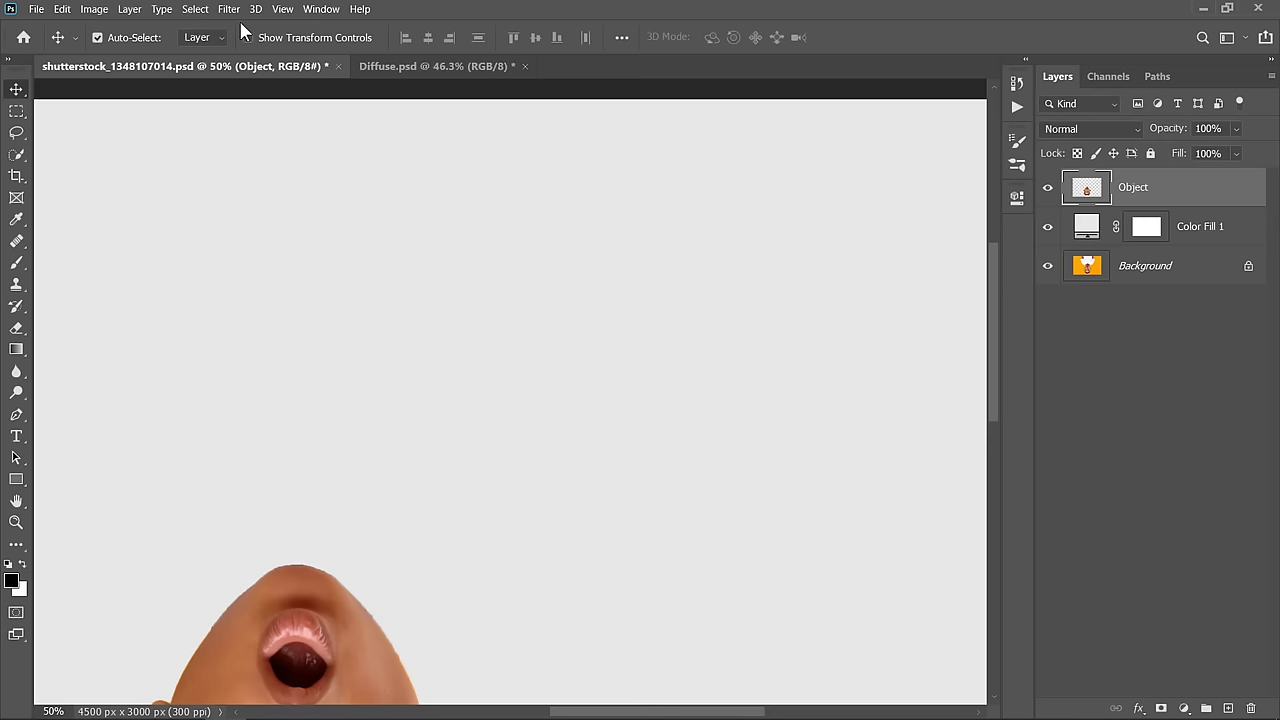 Ps File Edit Image Layer Type Select Filter 3D View Window Help
Auto-Select: Layer Show Transform Controls 3D Mode:
shutterstock_1348107014.psd @ 50% (Object, RGB/8#) * × Diffuse.psd @ 46.3% (RGB/8) * ×
Layers Channels Paths
Kind
Normal Opacity: 100%
Lock: Fill: 100%
Object
Color Fill 1
Background
50% 4500 px x 3000 px (300 ppi)